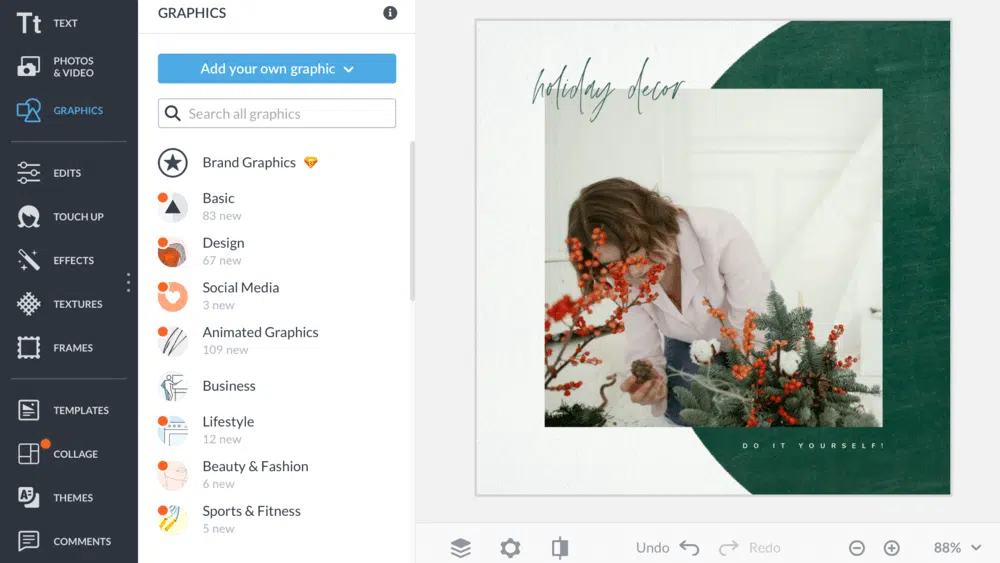 TEXT
PHOTOS
& VIDEO
GRAPHICS
EDITS
TOUCH UP
EFFECTS
TEXTURES
FRAMES
TEMPLATES
COLLAGE
THEMES
COMMENTS
GRAPHICS
Add your own graphic
Search all graphics
Brand Graphics
Basic
83 new
Design
67 new
Social Media
3 new
Animated Graphics
109 new
Business
Lifestyle
12 new
Beauty & Fashion
6 new
Sports & Fitness
5 new
holiday decor
DO IT YOURSELF!
Undo Redo 88%